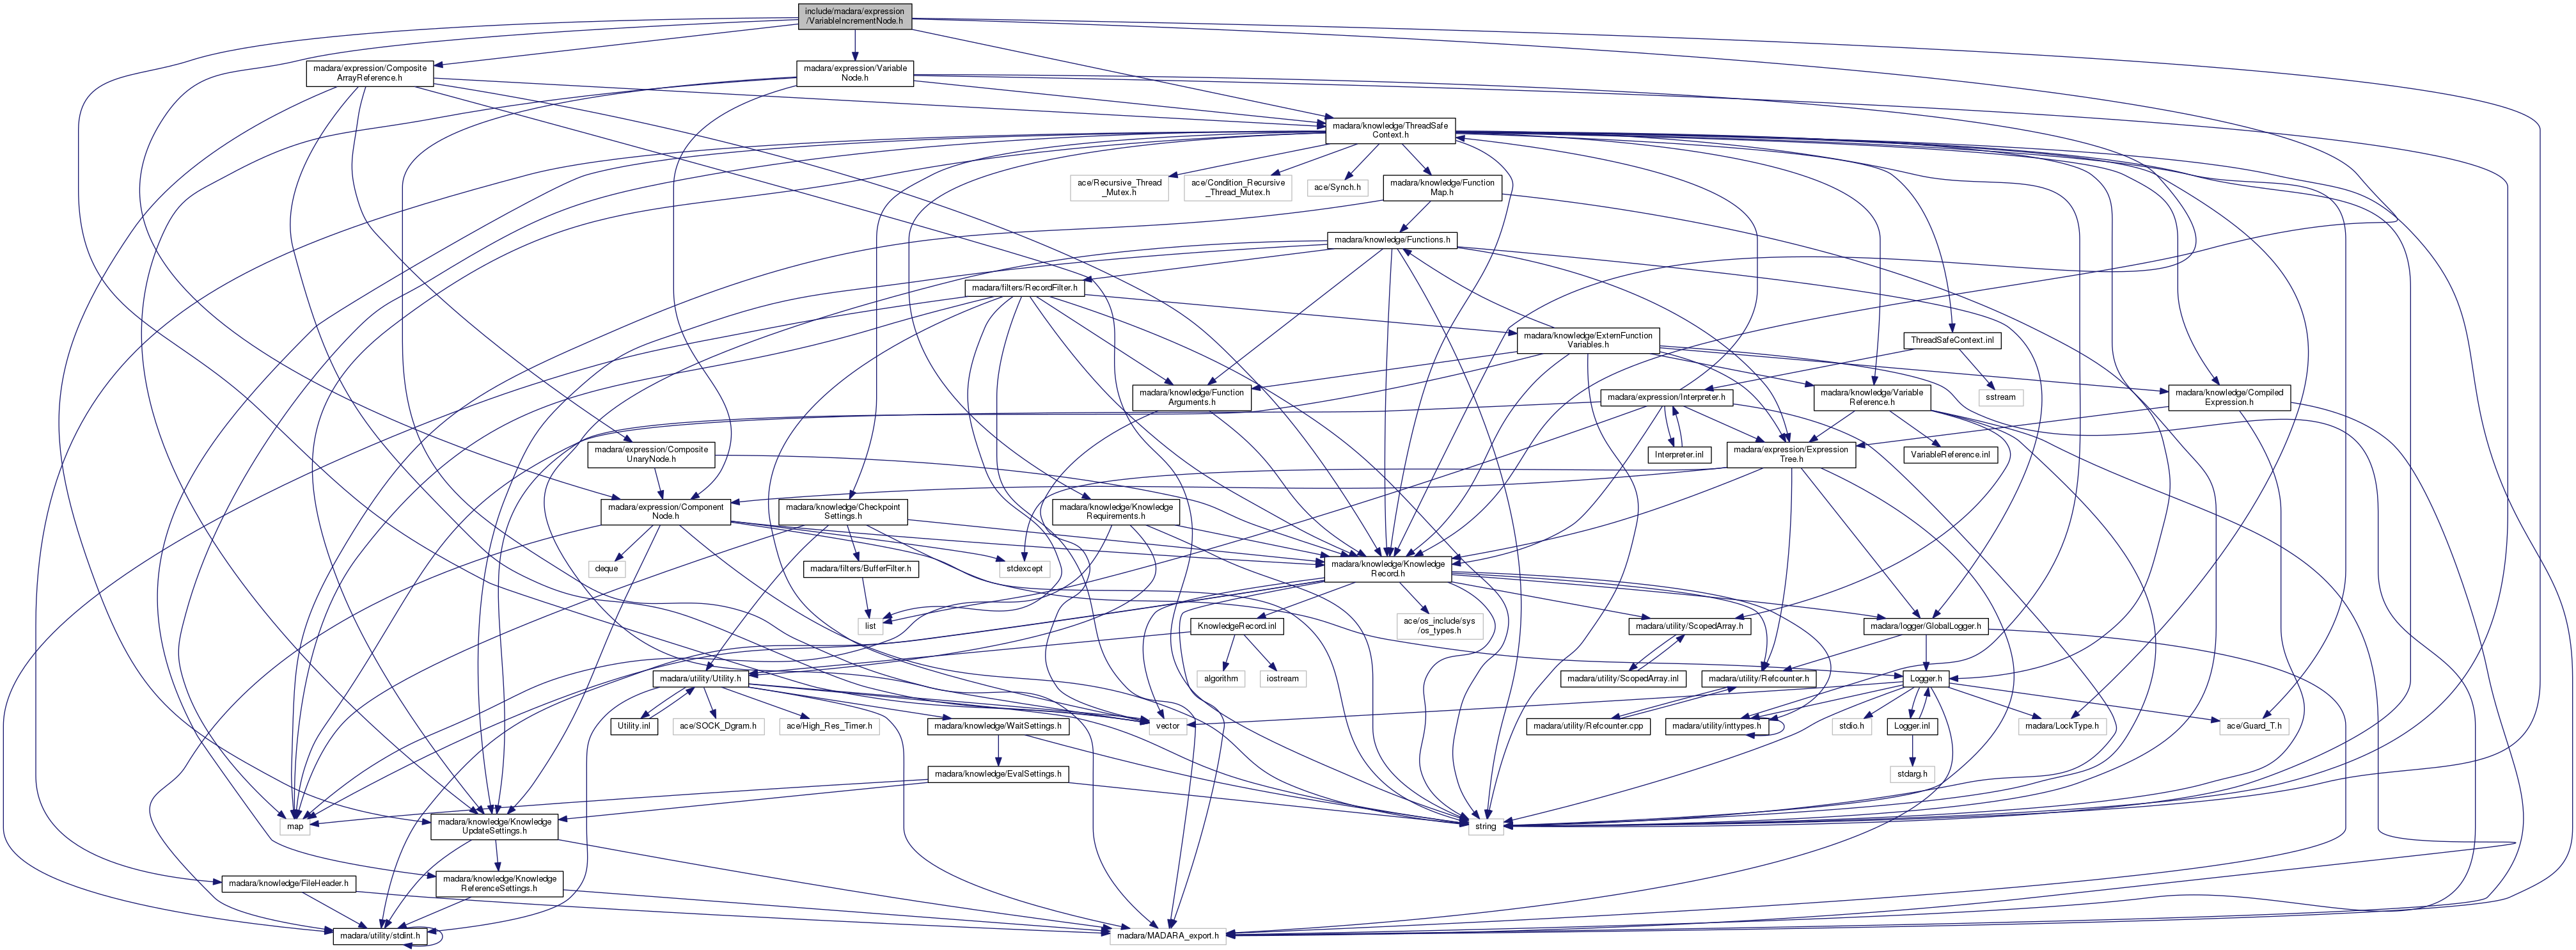 include/madara/expression
/VariableIncrementNode.h
madara/expression/Composite
ArrayReference.h
madara/expression/Variable
Node.h
madara/knowledge/ThreadSafe
Context.h
ace/Recursive_Thread
_Mutex.h
ace/Condition_Recursive
_Thread_Mutex.h
ace/Synch.h
madara/knowledge/Function
Map.h
madara/knowledge/Functions.h
madara/filters/RecordFilter.h
madara/knowledge/ExternFunction
Variables.h
ThreadSafeContext.inl
madara/knowledge/Function
Arguments.h
madara/expression/Interpreter.h
madara/knowledge/Variable
Reference.h
sstream
madara/knowledge/Compiled
Expression.h
madara/expression/Composite
UnaryNode.h
Interpreter.inl
madara/expression/Expression
Tree.h
VariableReference.inl
madara/expression/Component
Node.h
madara/knowledge/Checkpoint
Settings.h
madara/knowledge/Knowledge
Requirements.h
deque
madara/filters/BufferFilter.h
stdexcept
madara/knowledge/Knowledge
Record.h
list
KnowledgeRecord.inl
ace/os_include/sys
/os_types.h
madara/utility/ScopedArray.h
madara/logger/GlobalLogger.h
madara/utility/Utility.h
algorithm
iostream
madara/utility/ScopedArray.inl
madara/utility/Refcounter.h
Logger.h
Utility.inl
ace/SOCK_Dgram.h
ace/High_Res_Timer.h
madara/knowledge/WaitSettings.h
vector
madara/utility/Refcounter.cpp
madara/utility/inttypes.h
stdio.h
Logger.inl
madara/LockType.h
ace/Guard_T.h
madara/knowledge/EvalSettings.h
stdarg.h
map
madara/knowledge/Knowledge
UpdateSettings.h
string
madara/knowledge/FileHeader.h
madara/knowledge/Knowledge
ReferenceSettings.h
madara/utility/stdint.h
madara/MADARA_export.h